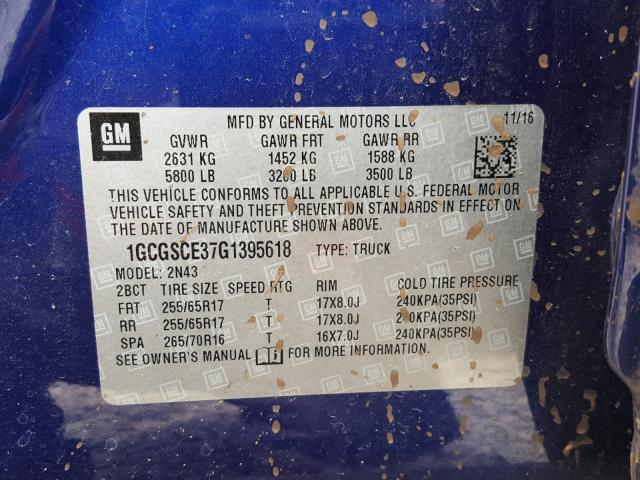 GM
MFD BY GENERAL MOTORS LLC 11/16
GVWR GAWR FRT GAWR RR
2631 KG 1452 KG 1588 KG
5800 LB 3200 LB 3500 LB
THIS VEHICLE CONFORMS TO ALL APPLICABLE U.S. FEDERAL MOTOR
VEHICLE SAFETY AND THEFT PREVENTION STANDARDS IN EFFECT ON
THE DATE OF MANUFACTURE SHOWN ABOVE.
1GCGSCE37G1395618 TYPE: TRUCK
MODEL: 2N43
2BCT TIRE SIZE SPEED RTG RIM COLD TIRE PRESSURE
FRT 255/65R17 T 17X8.0J 240KPA(35PSI)
RR 255/65R17 T 17X8.0J 240KPA(35PSI)
SPA 265/70R16 T 16X7.0J 240KPA(35PSI)
SEE OWNER'S MANUAL FOR MORE INFORMATION.